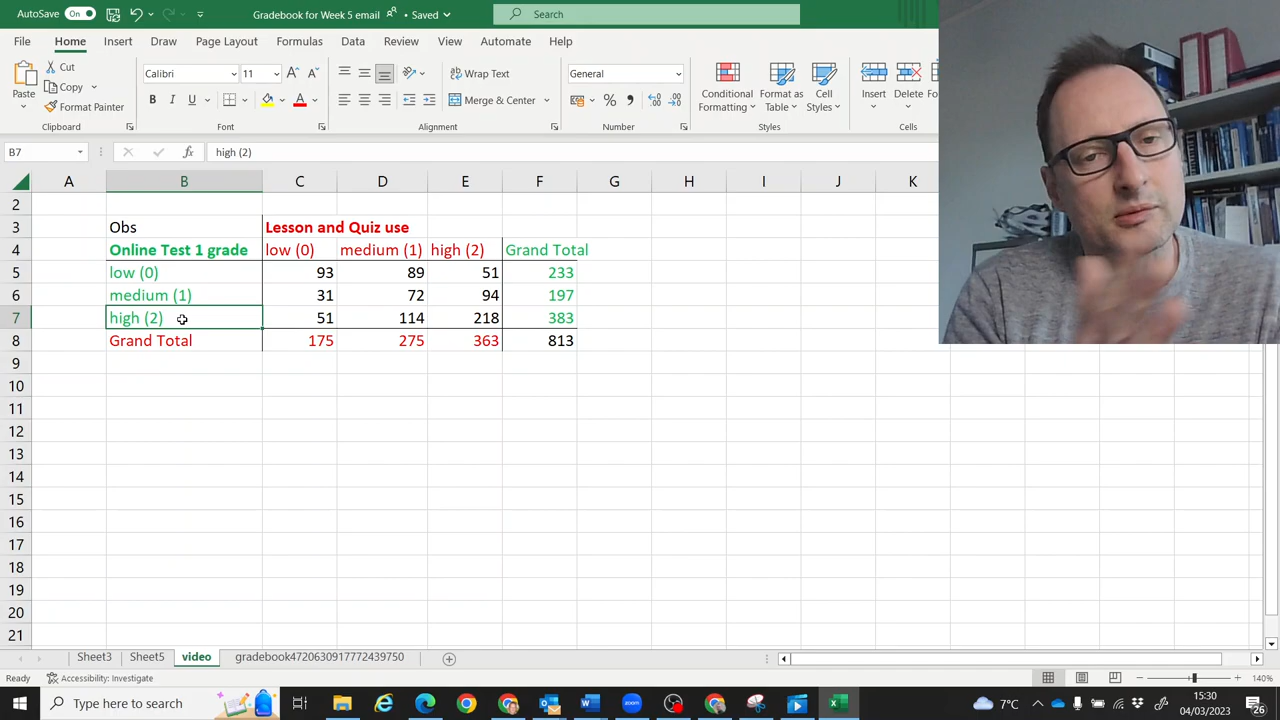 AutoSave On Gradebook for Week 5 email • Saved Search
File Home Insert Draw Page Layout Formulas Data Review View Automate Help
Paste Cut Copy Format Painter Clipboard
Calibri 11 B I U Font
Wrap Text Merge & Center Alignment
General % Number
Conditional Formatting Format as Table Cell Styles Styles
Insert Delete Cells
B7 fx high (2)
A B C D E F G H I J K
2
3 Obs Lesson and Quiz use
4 Online Test 1 grade low (0) medium (1) high (2) Grand Total
5 low (0) 93 89 51 233
6 medium (1) 31 72 94 197
7 high (2) 51 114 218 383
8 Grand Total 175 275 363 813
9
10
11
12
13
14
15
16
17
18
19
20
21
Sheet3 Sheet5 video gradebook4720630917772439750
Ready Accessibility: Investigate 140%
Type here to search 7°C 15:30
04/03/2023 26